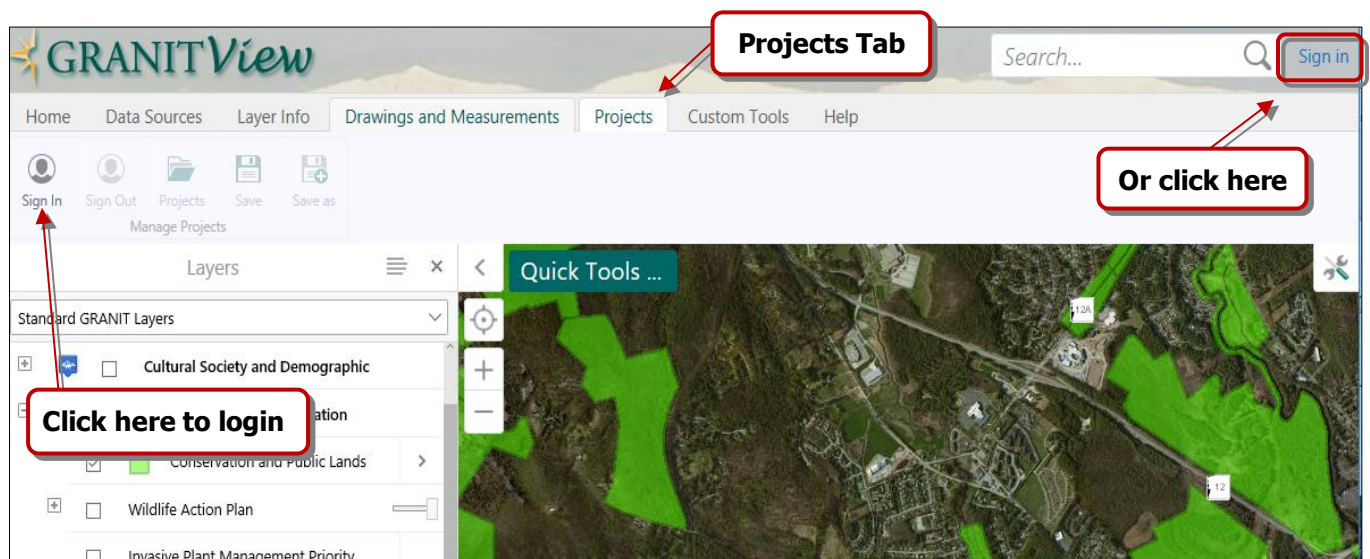 GRANITView
Projects Tab
Search...
Sign in
Home Data Sources Layer Info Drawings and Measurements Projects Custom Tools Help
Or click here
Sign In Sign Out Projects Save Save as
Manage Projects
Layers
Quick Tools ...
Standard GRANIT Layers
12A
Cultural Society and Demographic
Click here to login
ation
Conservation and Public Lands
Wildlife Action Plan
12
Invasive Plant Management Priority